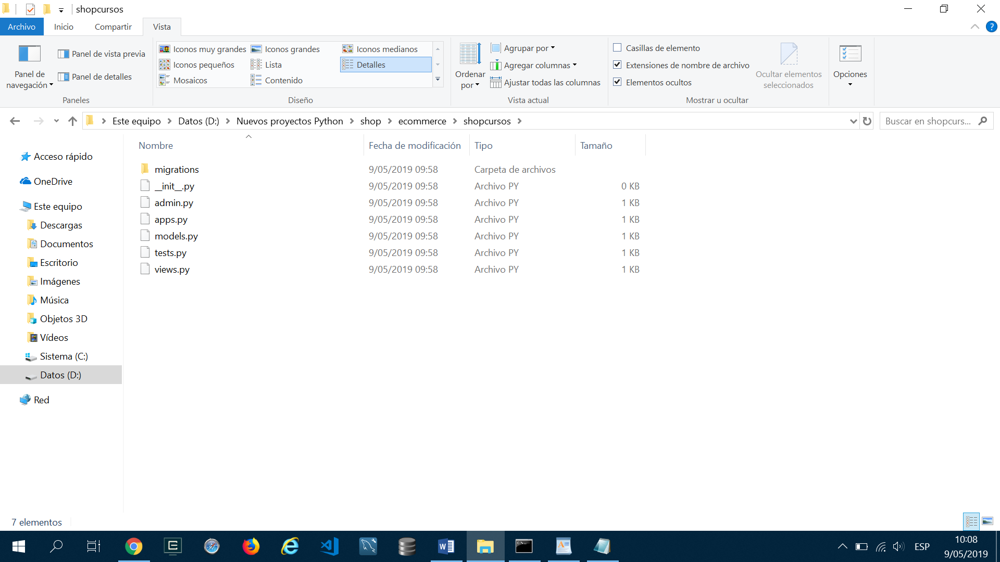 shopcursos
Archivo Inicio Compartir Vista
Panel de navegación
Panel de vista previa
Panel de detalles
Paneles
Iconos muy grandes Iconos grandes Iconos medianos
Iconos pequeños Lista Detalles
Mosaicos Contenido
Diseño
Ordenar por
Agrupar por
Agregar columnas
Ajustar todas las columnas
Vista actual
Casillas de elemento
Extensiones de nombre de archivo
Elementos ocultos
Ocultar elementos seleccionados
Mostrar u ocultar
Opciones
Este equipo Datos (D:) Nuevos proyectos Python shop ecommerce shopcursos
Buscar en shopcurs...
Acceso rápido
OneDrive
Este equipo
Descargas
Documentos
Escritorio
Imágenes
Música
Objetos 3D
Vídeos
Sistema (C:)
Datos (D:)
Red
Nombre Fecha de modificación Tipo Tamaño
migrations 9/05/2019 09:58 Carpeta de archivos
__init__.py 9/05/2019 09:58 Archivo PY 0 KB
admin.py 9/05/2019 09:58 Archivo PY 1 KB
apps.py 9/05/2019 09:58 Archivo PY 1 KB
models.py 9/05/2019 09:58 Archivo PY 1 KB
tests.py 9/05/2019 09:58 Archivo PY 1 KB
views.py 9/05/2019 09:58 Archivo PY 1 KB
7 elementos
ESP
10:08
9/05/2019